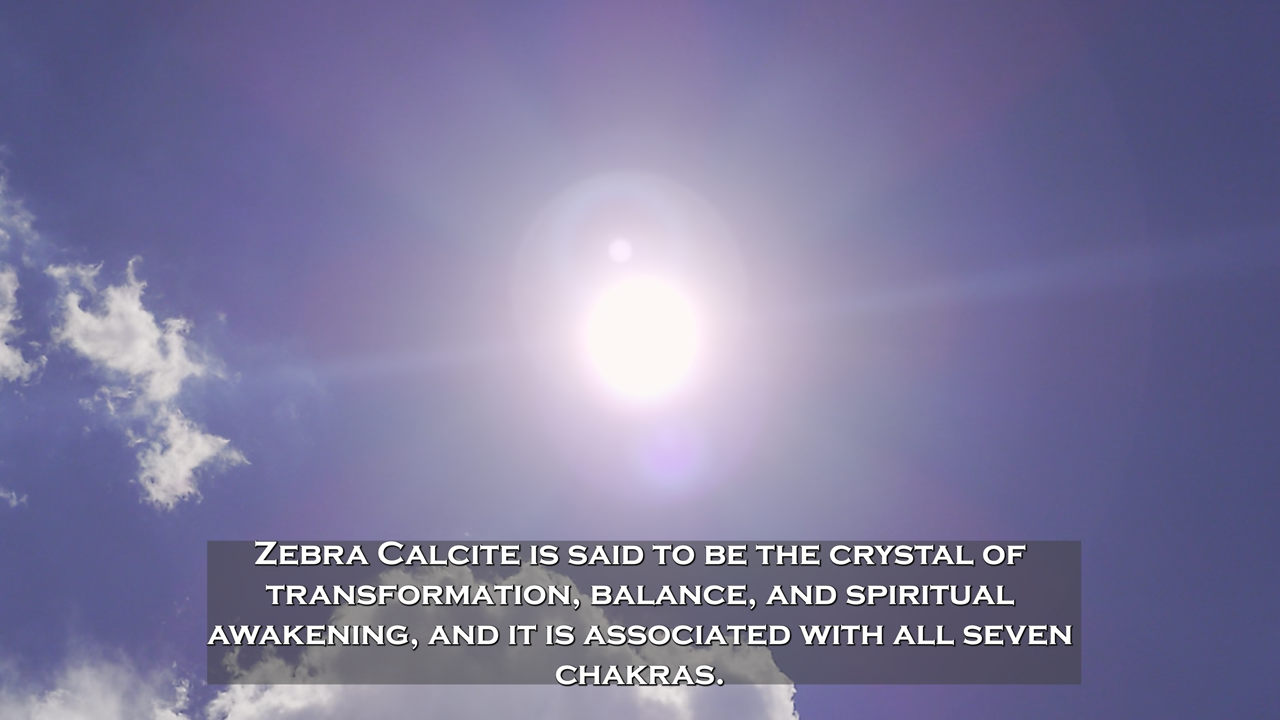 Zebra Calcite is said to be the crystal of
transformation, balance, and spiritual
awakening, and it is associated with all seven
chakras.